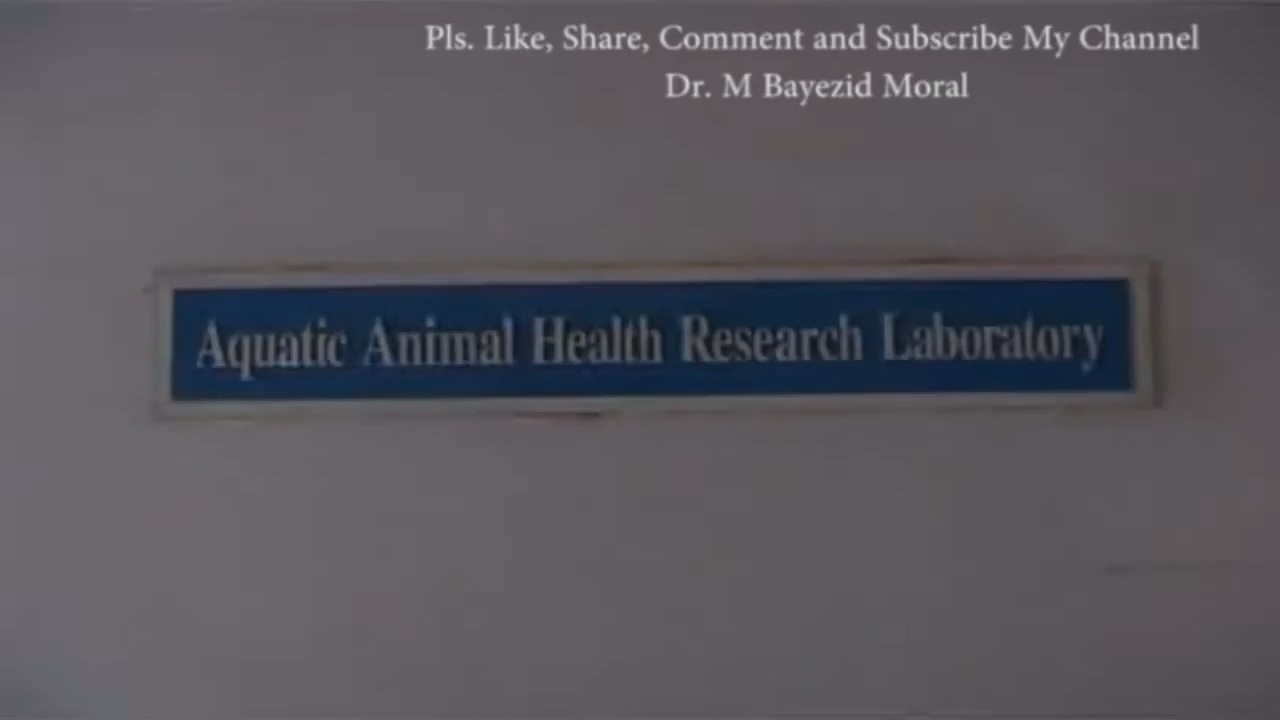 Pls. Like, Share, Comment and Subscribe My Channel
Dr. M Bayezid Moral
Aquatic Animal Health Research Laboratory